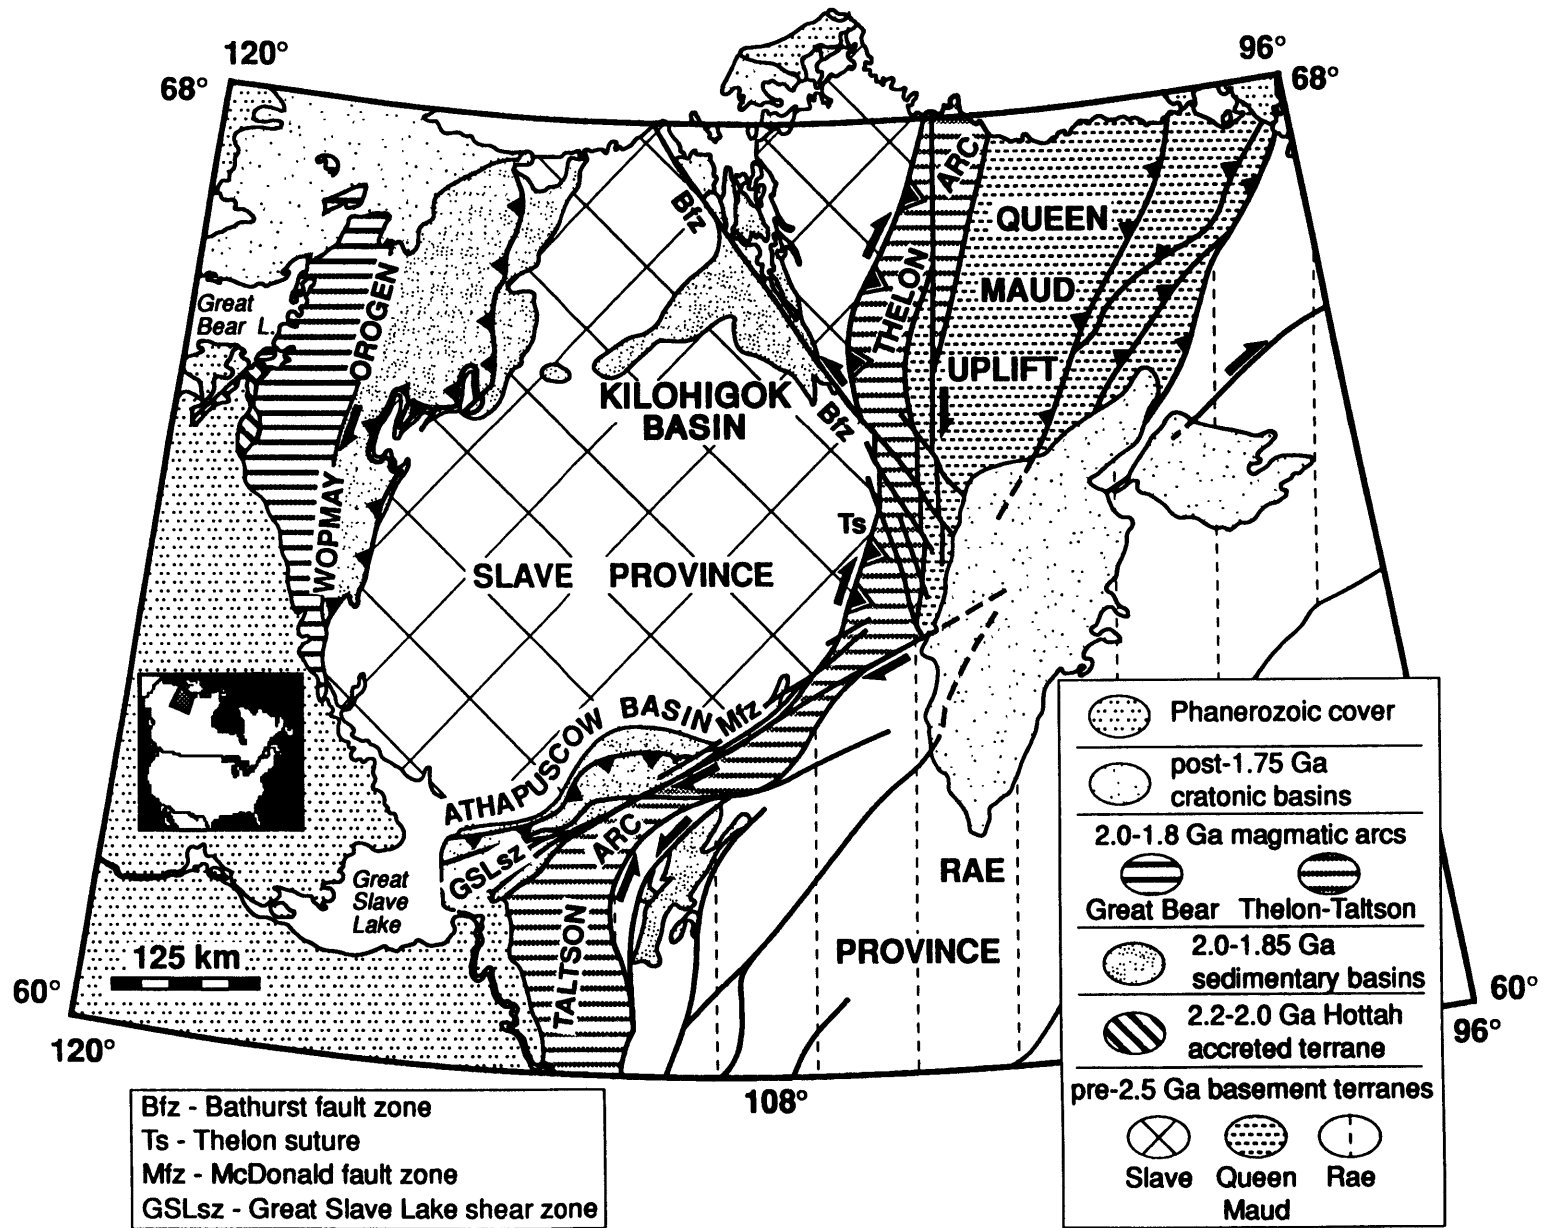 120°
96°
68°
68°
ARC
QUEEN
Bfz
THELON
MAUD
OROGEN
Great
Bear L.
UPLIFT
KILOHIGOK
BASIN
Bfz
WOPMAY
Ts
SLAVE PROVINCE
ATHAPUSCOW BASIN
Mfz
GSLsz
ARC
TALTSON
Great
Slave
Lake
RAE
PROVINCE
125 km
60°
60°
120°
96°
108°
Phanerozoic cover
post-1.75 Ga
cratonic basins
2.0-1.8 Ga magmatic arcs
Great Bear Thelon-Taltson
2.0-1.85 Ga
sedimentary basins
2.2-2.0 Ga Hottah
accreted terrane
pre-2.5 Ga basement terranes
Slave Queen Rae
Maud
Bfz - Bathurst fault zone
Ts - Thelon suture
Mfz - McDonald fault zone
GSLsz - Great Slave Lake shear zone